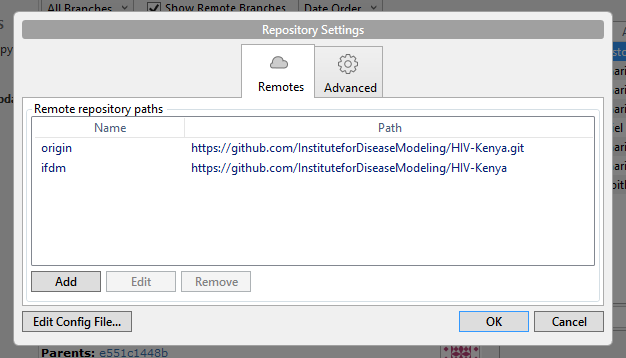 All Branches
Show Remote Branches
Date Order
Repository Settings
Remotes
Advanced
Remote repository paths
Name
Path
origin
https://github.com/InstituteforDiseaseModeling/HIV-Kenya.git
ifdm
https://github.com/InstituteforDiseaseModeling/HIV-Kenya
Add
Edit
Remove
Edit Config File...
OK
Cancel
Parents: e551c1448b